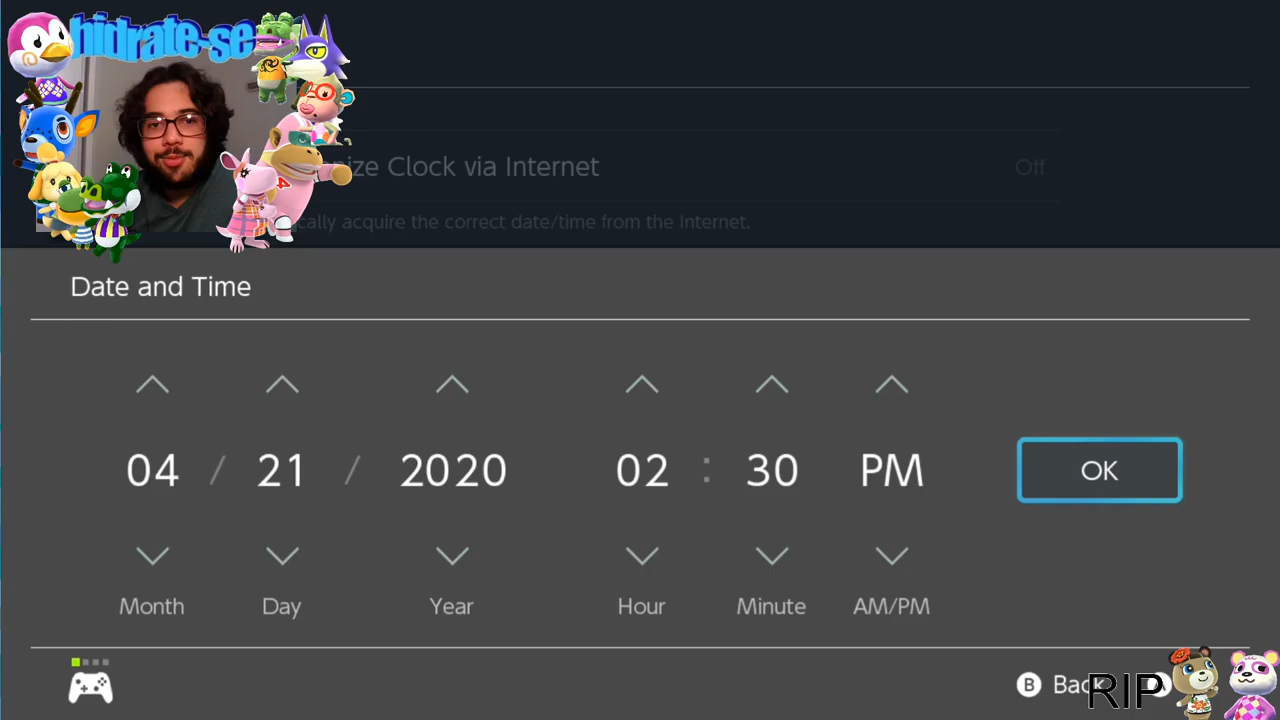 hidrate-se
ize Clock via Internet
Off
cally acquire the correct date/time from the Internet.
Date and Time
04 / 21 / 2020 02 : 30 PM OK
Month Day Year Hour Minute AM/PM
B Back RIP